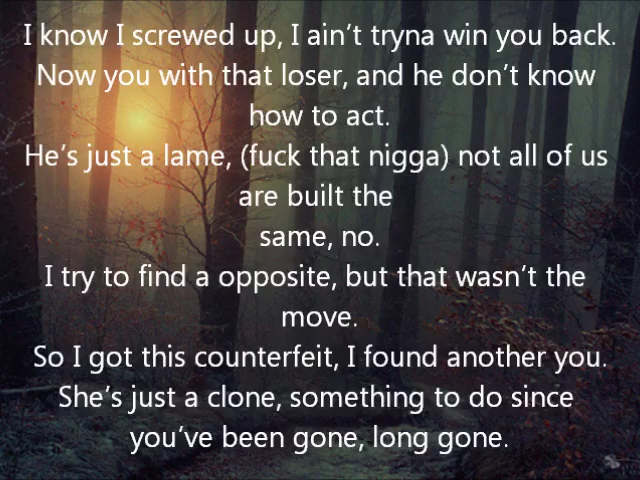 I know I screwed up, I ain't tryna win you back.
Now you with that loser, and he don't know
how to act.
He's just a lame, (fuck that nigga) not all of us
are built the
same, no.
I try to find a opposite, but that wasn't the
move.
So I got this counterfeit, I found another you.
She's just a clone, something to do since
you've been gone, long gone.